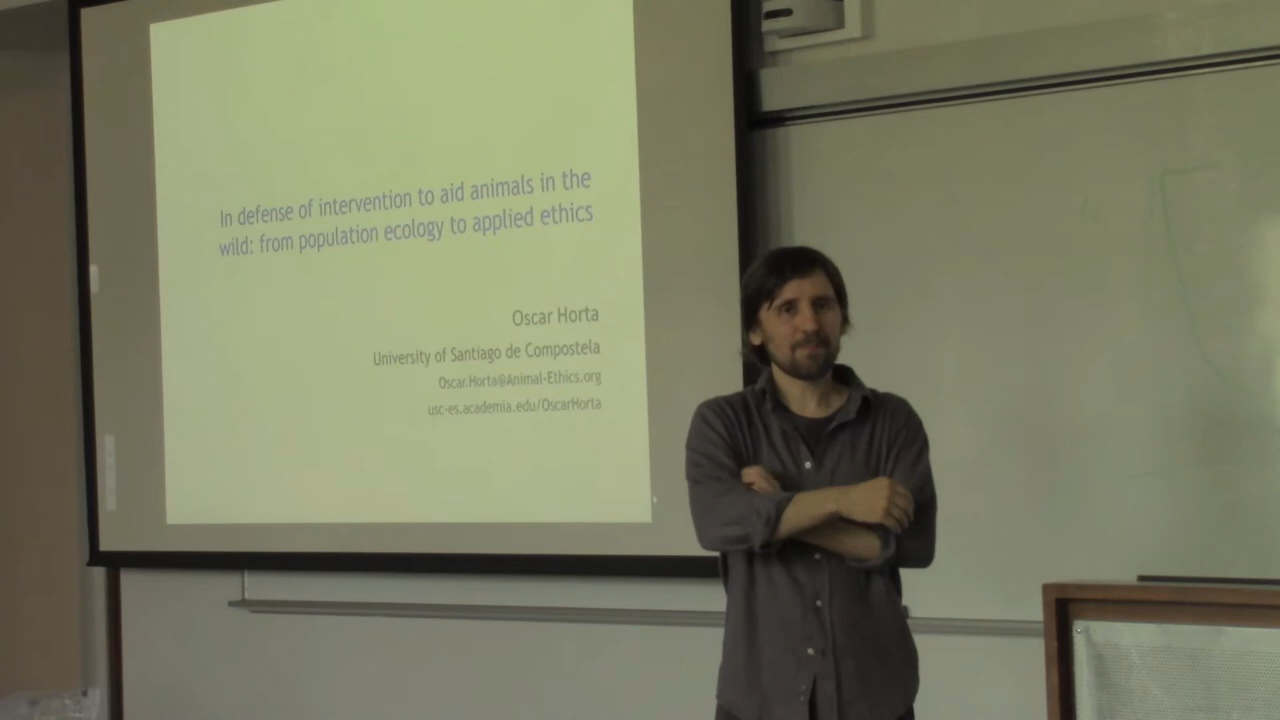 In defense of intervention to aid animals in the
wild: from population ecology to applied ethics
Oscar Horta
University of Santiago de Compostela
Oscar.Horta@Animal-Ethics.org
usc-es.academia.edu/OscarHorta